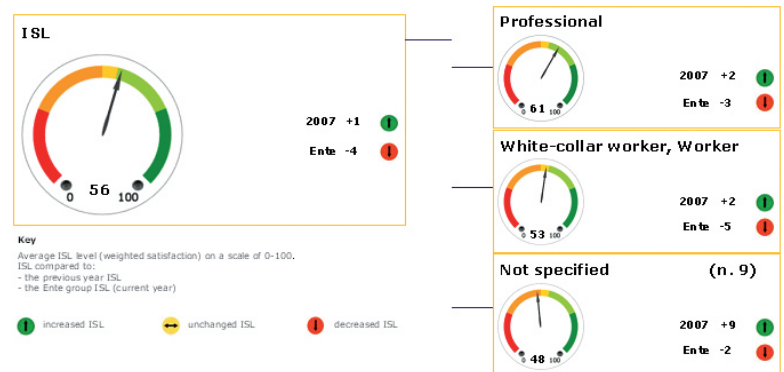 ISL
2007 +1
Ente -4
56
0 100
Key
Average ISL level (weighted satisfaction) on a scale of 0-100.
ISL compared to:
- the previous year ISL
- the Ente group ISL (current year)
increased ISL
unchanged ISL
decreased ISL
Professional
2007 +2
Ente -3
0 61 100
White-collar worker, Worker
2007 +2
Ente -5
0 53 100
Not specified (n. 9)
2007 +9
Ente -2
0 48 100